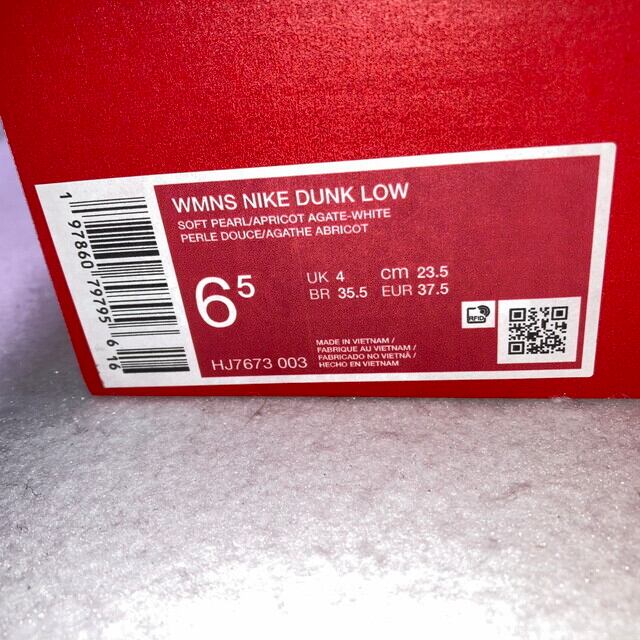 WMNS NIKE DUNK LOW
SOFT PEARL/APRICOT AGATE-WHITE
PERLE DOUCE/AGATHE ABRICOT
6⁵
UK 4 cm 23.5
BR 35.5 EUR 37.5
RFID
HJ7673 003
MADE IN VIETNAM /
FABRIQUE AU VIETNAM /
FABRICADO NO VIETNÃ /
HECHO EN VIETNAM
1 97860 79795 6 16